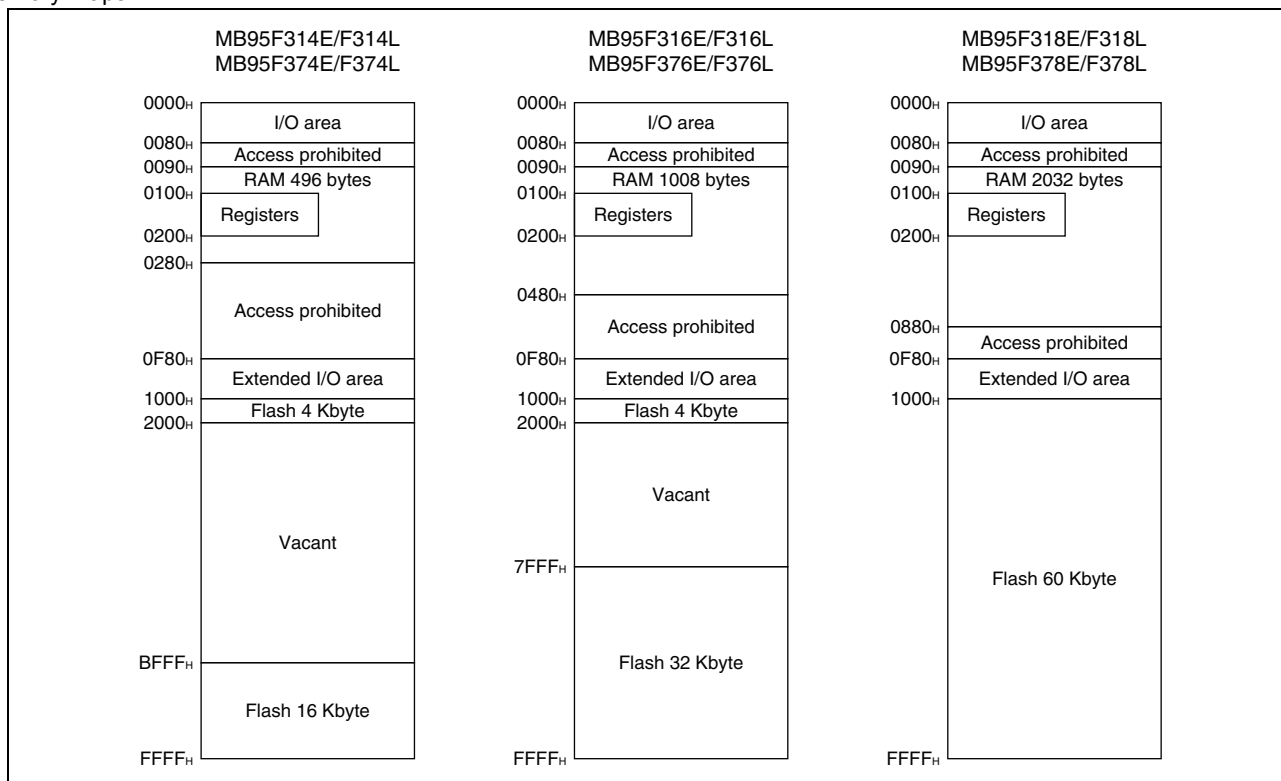 MB95F314E/F314L
MB95F374E/F374L
0000H
I/O area
0080H
Access prohibited
0090H
RAM 496 bytes
0100H
Registers
0200H
0280H
Access prohibited
0F80H
Extended I/O area
1000H
Flash 4 Kbyte
2000H
Vacant
BFFFH
Flash 16 Kbyte
FFFFH
MB95F316E/F316L
MB95F376E/F376L
0000H
I/O area
0080H
Access prohibited
0090H
RAM 1008 bytes
0100H
Registers
0200H
0480H
Access prohibited
0F80H
Extended I/O area
1000H
Flash 4 Kbyte
2000H
Vacant
7FFFH
Flash 32 Kbyte
FFFFH
MB95F318E/F318L
MB95F378E/F378L
0000H
I/O area
0080H
Access prohibited
0090H
RAM 2032 bytes
0100H
Registers
0200H
0880H
Access prohibited
0F80H
Extended I/O area
1000H
Flash 60 Kbyte
FFFFH